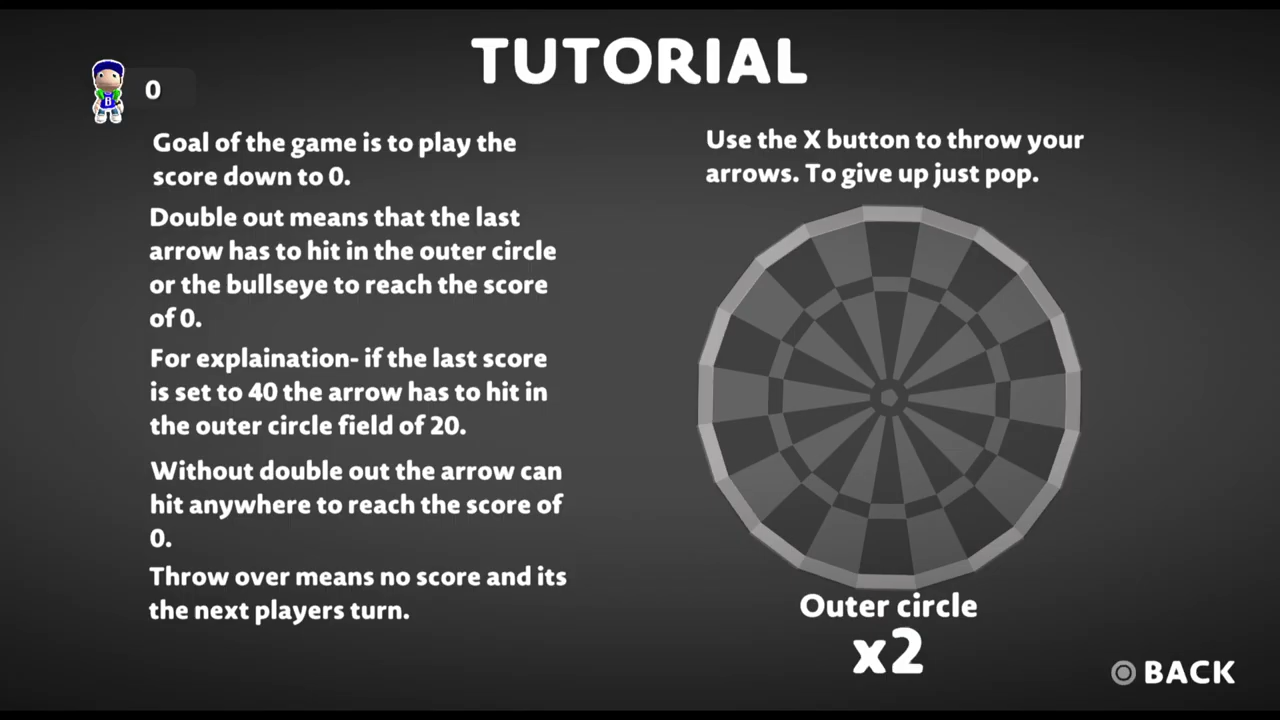 TUTORIAL
0
Goal of the game is to play the
score down to 0.
Double out means that the last
arrow has to hit in the outer circle
or the bullseye to reach the score
of 0.
For explaination- if the last score
is set to 40 the arrow has to hit in
the outer circle field of 20.
Without double out the arrow can
hit anywhere to reach the score of
0.
Throw over means no score and its
the next players turn.
Use the X button to throw your
arrows. To give up just pop.
Outer circle
x2
BACK